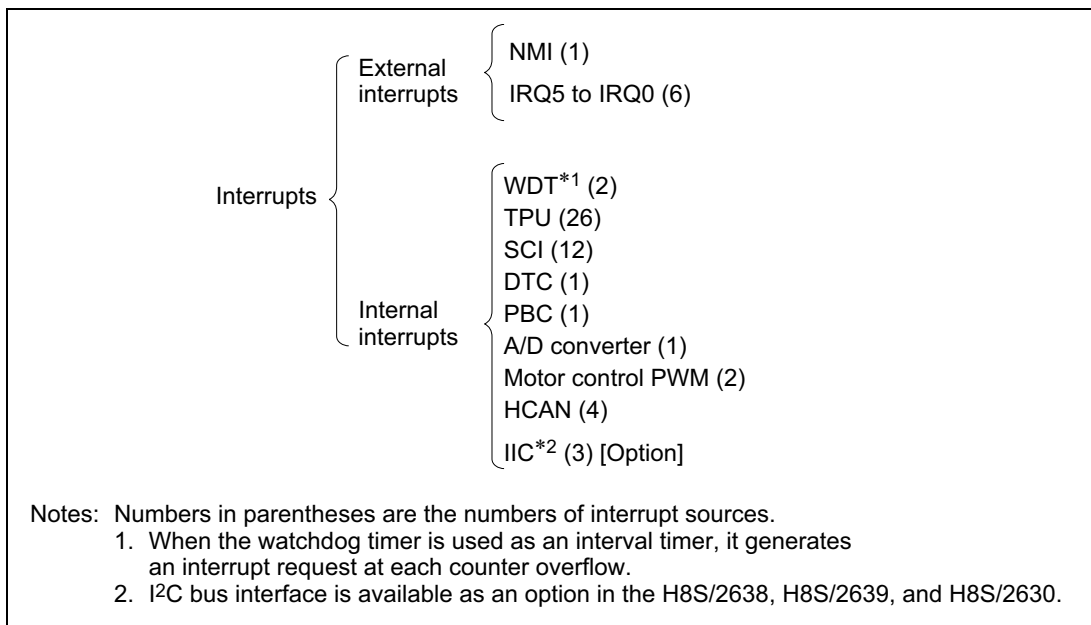 Interrupts
External
interrupts
NMI (1)
IRQ5 to IRQ0 (6)
Internal
interrupts
WDT*1 (2)
TPU (26)
SCI (12)
DTC (1)
PBC (1)
A/D converter (1)
Motor control PWM (2)
HCAN (4)
IIC*2 (3) [Option]
Notes: Numbers in parentheses are the numbers of interrupt sources.
1. When the watchdog timer is used as an interval timer, it generates
an interrupt request at each counter overflow.
2. I2C bus interface is available as an option in the H8S/2638, H8S/2639, and H8S/2630.